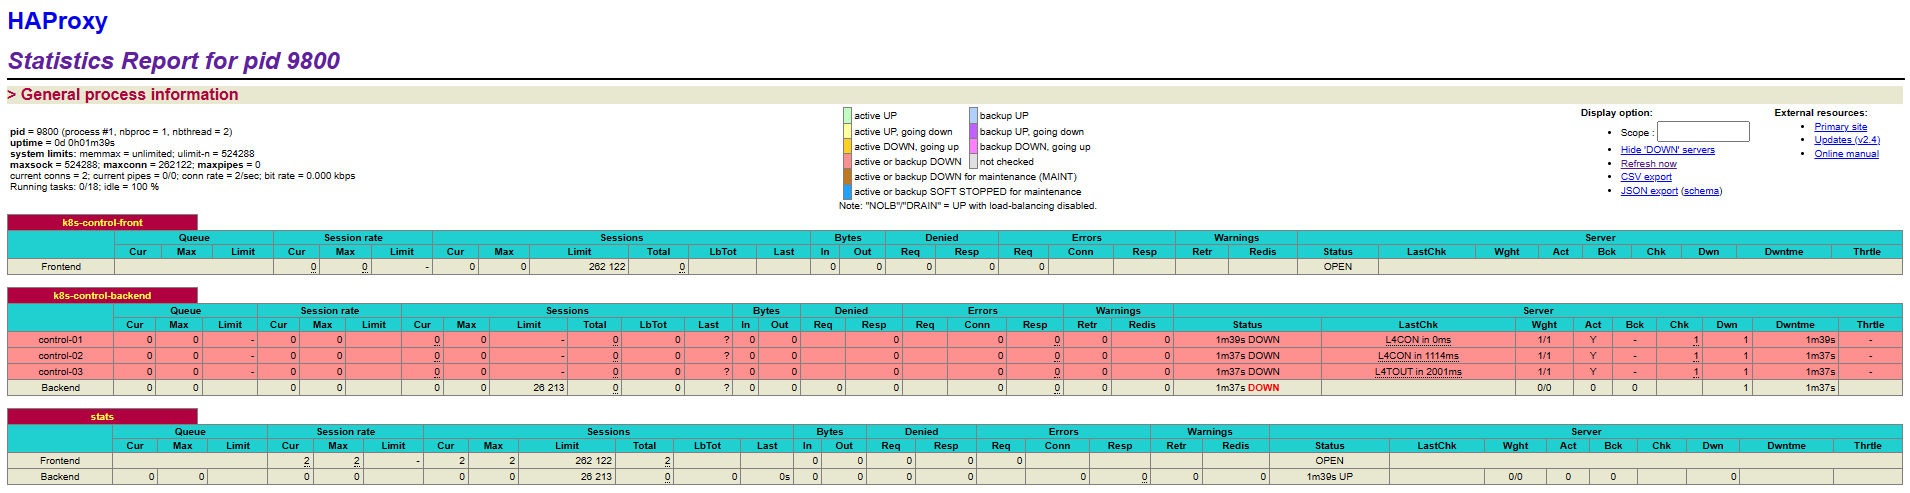 HAProxy
Statistics Report for pid 9800
> General process information
pid = 9800 (process #1, nbproc = 1, nbthread = 2)
uptime = 0d 0h01m39s
system limits: memmax = unlimited; ulimit-n = 524288
maxsock = 524288; maxconn = 262122; maxpipes = 0
current conns = 2; current pipes = 0/0; conn rate = 2/sec; bit rate = 0.000 kbps
Running tasks: 0/18; idle = 100 %
active UP backup UP
active UP, going down backup UP, going down
active DOWN, going up backup DOWN, going up
active or backup DOWN not checked
active or backup DOWN for maintenance (MAINT)
active or backup SOFT STOPPED for maintenance
Note: "NOLB"/"DRAIN" = UP with load-balancing disabled.
Display option:
Scope :
Hide 'DOWN' servers
Refresh now
CSV export
JSON export (schema)
External resources:
Primary site
Updates (v2.4)
Online manual
k8s-control-front
Queue Session rate Sessions Bytes Denied Errors Warnings Server
Cur Max Limit Cur Max Limit Cur Max Limit Total LbTot Last In Out Req Resp Req Conn Resp Retr Redis Status LastChk Wght Act Bck Chk Dwn Dwntme Thrtle
Frontend 0 0 - 0 0 262 122 0 0 0 0 0 0 OPEN
k8s-control-backend
Queue Session rate Sessions Bytes Denied Errors Warnings Server
Cur Max Limit Cur Max Limit Cur Max Limit Total LbTot Last In Out Req Resp Req Conn Resp Retr Redis Status LastChk Wght Act Bck Chk Dwn Dwntme Thrtle
control-01 0 0 - 0 0 0 0 - 0 0 ? 0 0 0 0 0 0 0 1m39s DOWN L4CON in 0ms 1/1 Y - 1 1 1m39s -
control-02 0 0 - 0 0 0 0 - 0 0 ? 0 0 0 0 0 0 0 1m37s DOWN L4CON in 1114ms 1/1 Y - 1 1 1m37s -
control-03 0 0 - 0 0 0 0 - 0 0 ? 0 0 0 0 0 0 0 1m37s DOWN L4TOUT in 2001ms 1/1 Y - 1 1 1m37s -
Backend 0 0 0 0 0 0 26 213 0 0 ? 0 0 0 0 0 0 0 0 1m37s DOWN 0/0 0 0 1 1m37s
stats
Queue Session rate Sessions Bytes Denied Errors Warnings Server
Cur Max Limit Cur Max Limit Cur Max Limit Total LbTot Last In Out Req Resp Req Conn Resp Retr Redis Status LastChk Wght Act Bck Chk Dwn Dwntme Thrtle
Frontend 2 2 - 2 2 262 122 2 0 0 0 0 0 OPEN
Backend 0 0 0 0 0 0 26 213 0 0 0s 0 0 0 0 0 0 0 0 1m39s UP 0/0 0 0 0